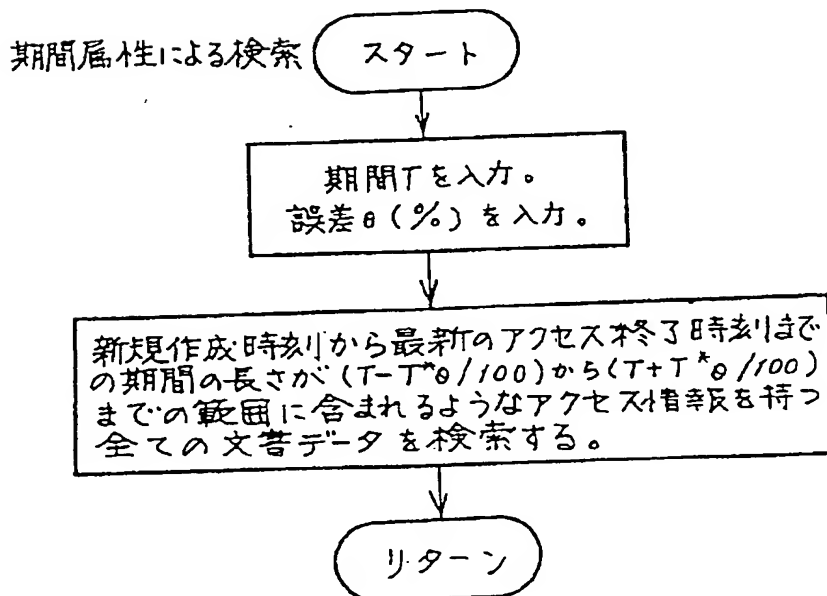 期間属性による検索
スタート
期間Tを入力。
誤差θ(%)を入力。
新規作成時刻から最新のアクセス終了時刻まで
の期間の長さが(T-T*θ/100)から(T+T*θ/100)
までの範囲に含まれるようなアクセス情報を持つ
全ての文書データを検索する。
リターン